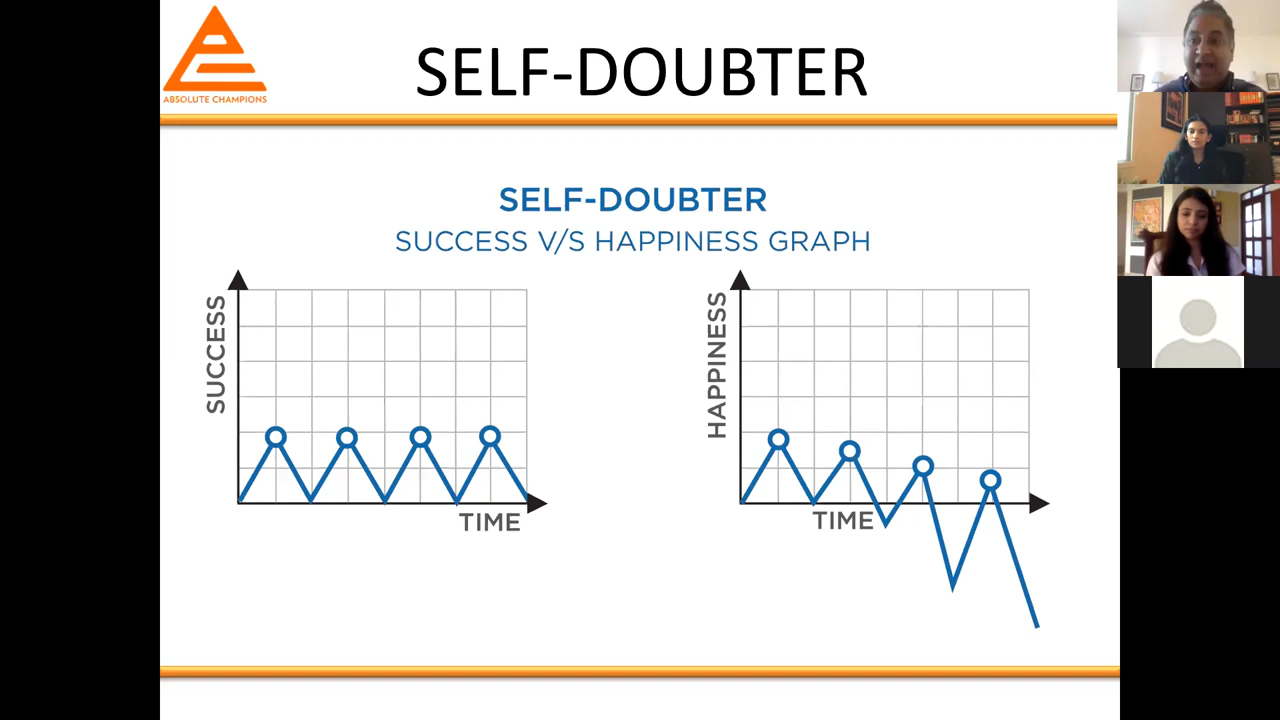 ABSOLUTE CHAMPIONS
SELF-DOUBTER
SELF-DOUBTER
SUCCESS V/S HAPPINESS GRAPH
SUCCESS
TIME
HAPPINESS
TIME